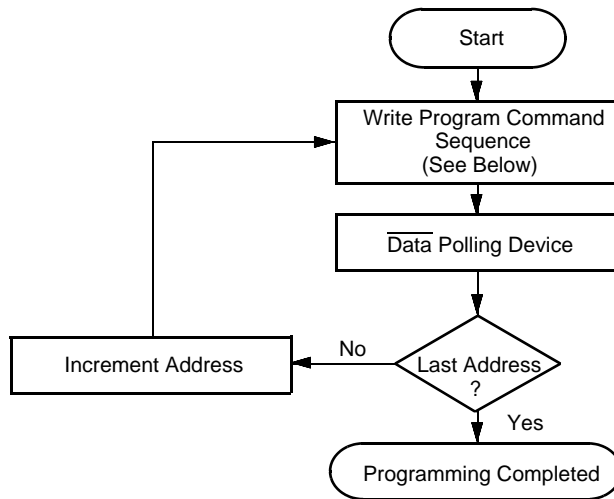 Start
Write Program Command
Sequence
(See Below)
Data Polling Device
Increment Address
No
Last Address
?
Yes
Programming Completed